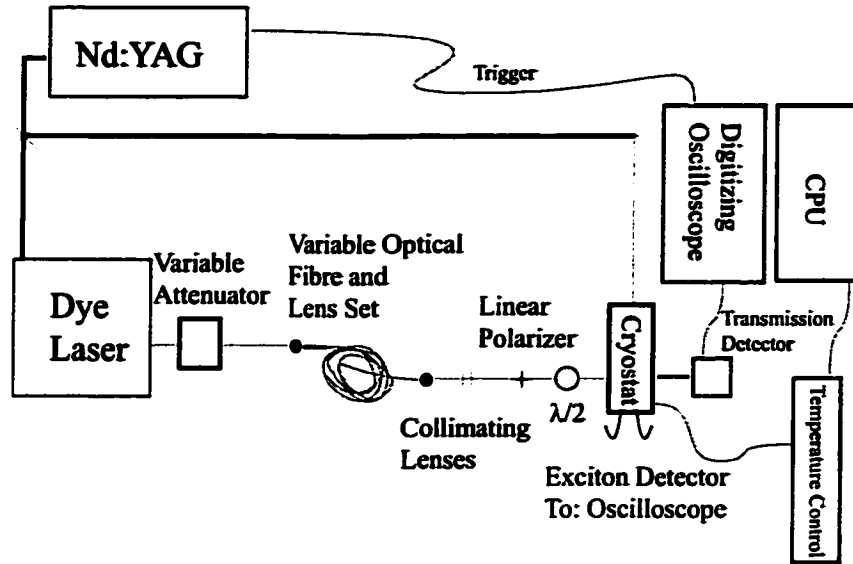 Nd:YAG
Trigger
Digitizing
Oscilloscope
CPU
Variable
Attenuator
Variable Optical
Fibre and
Lens Set
Dye
Laser
Linear
Polarizer
λ/2
Cryostat
Transmission
Detector
Collimating
Lenses
Exciton Detector
To: Oscilloscope
Temperature Control